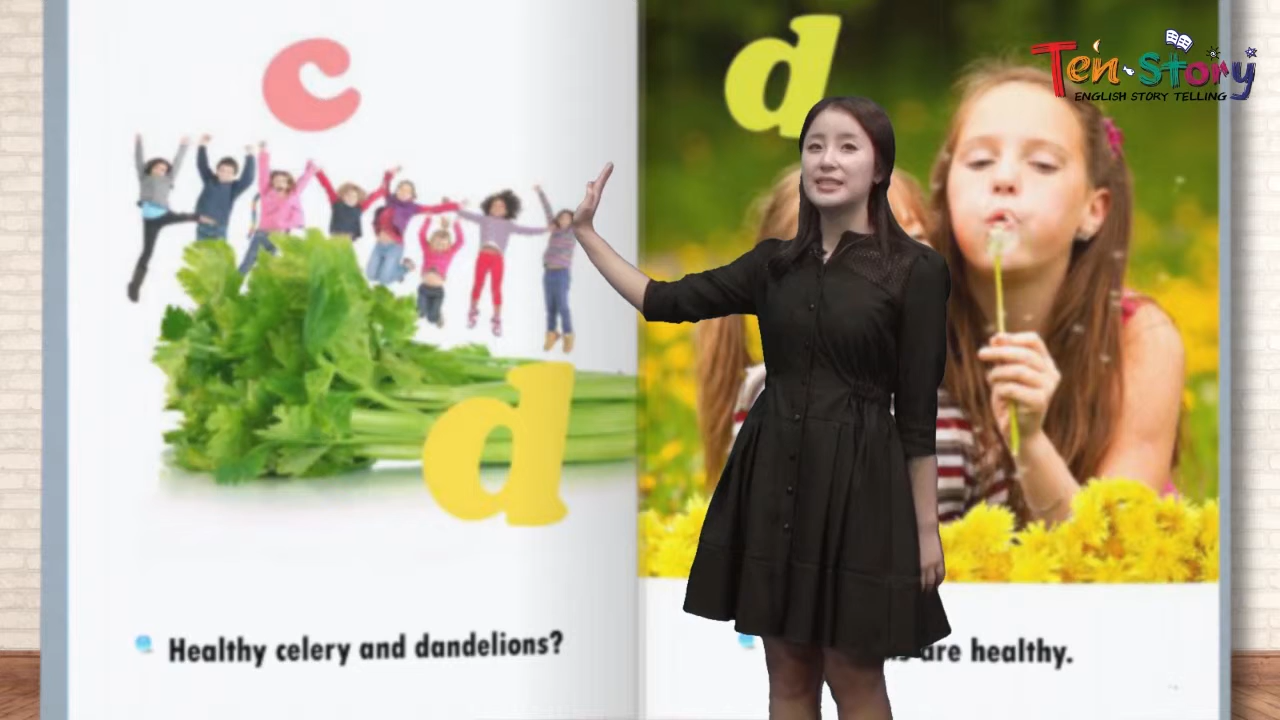 c
d
d
Ten Story
ENGLISH STORY TELLING
Healthy celery and dandelions?
are healthy.